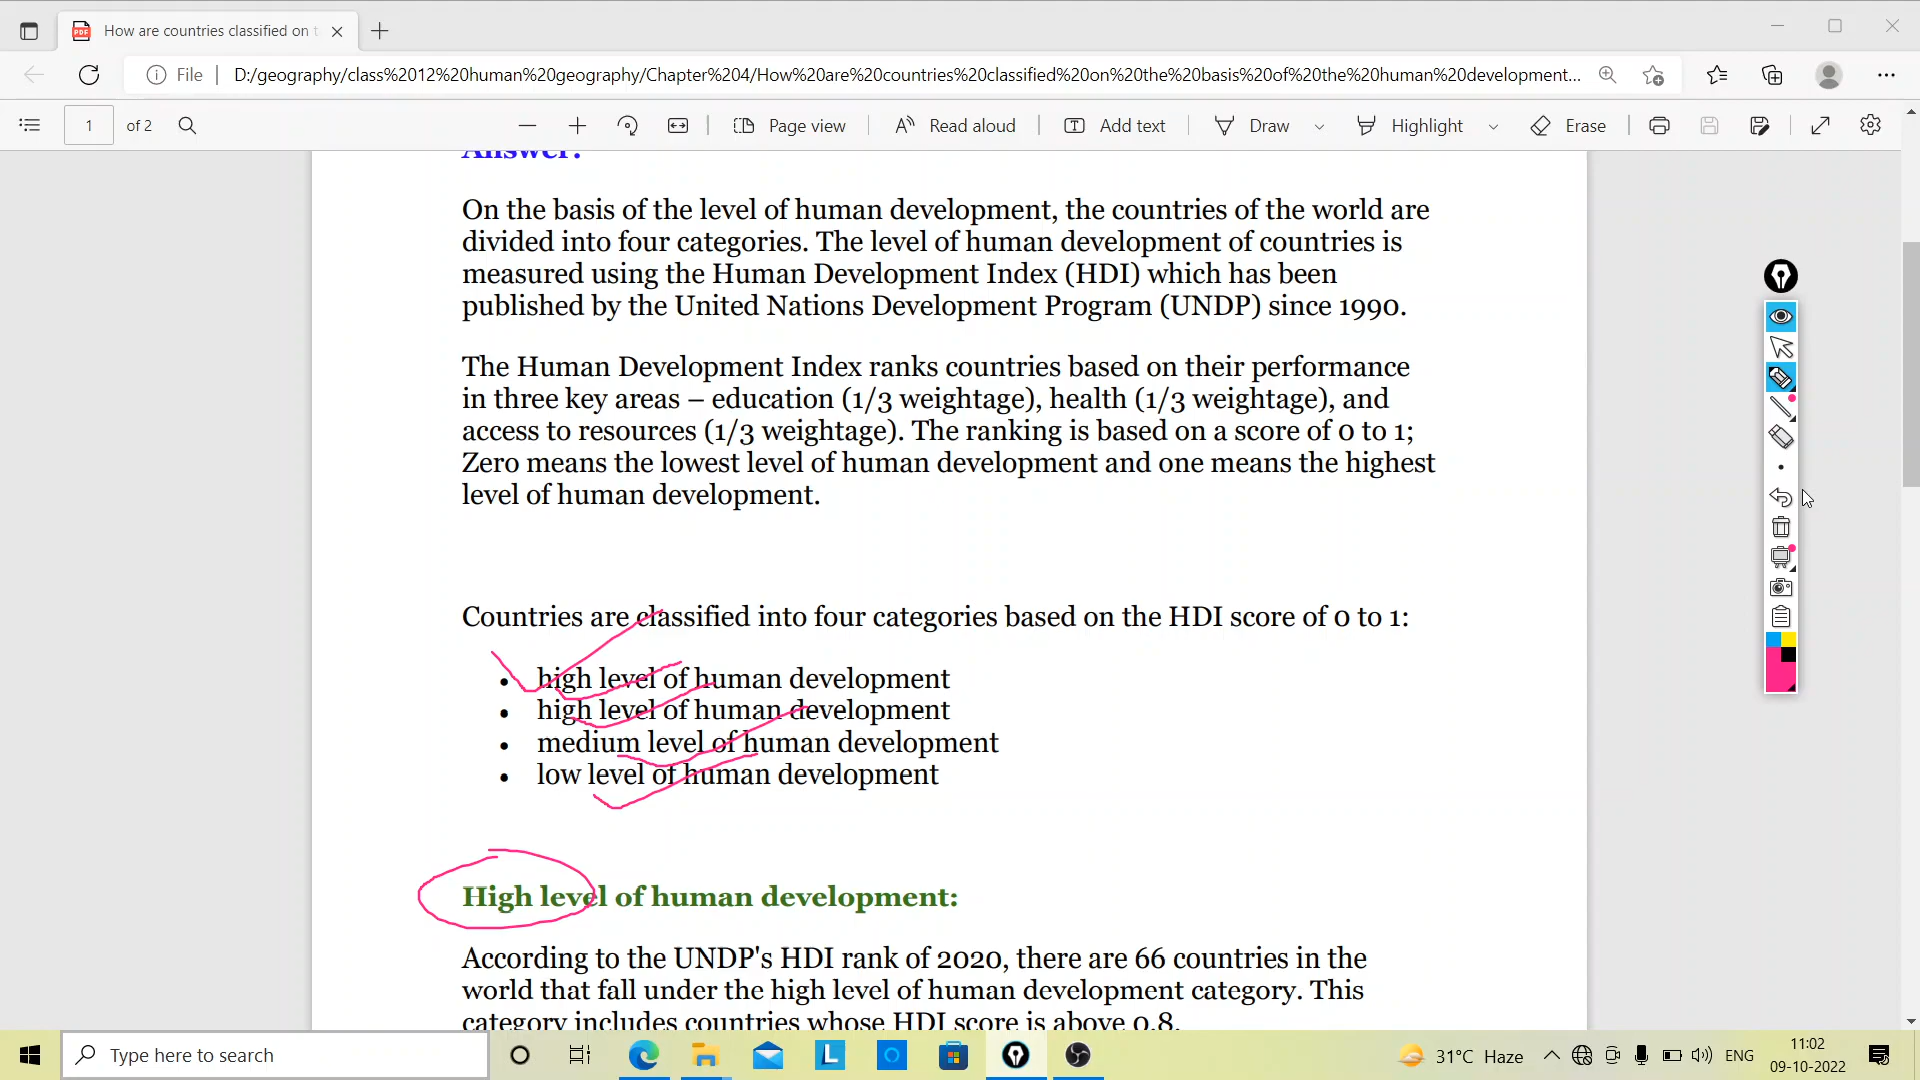 How are countries classified on t
File
D:/geography/class%2012%20human%20geography/Chapter%204/How%20are%20countries%20classified%20on%20the%20basis%20of%20the%20human%20development...
1 of 2
Page view
Read aloud
Add text
Draw
Highlight
Erase
Answer:
On the basis of the level of human development, the countries of the world are
divided into four categories. The level of human development of countries is
measured using the Human Development Index (HDI) which has been
published by the United Nations Development Program (UNDP) since 1990.
The Human Development Index ranks countries based on their performance
in three key areas – education (1/3 weightage), health (1/3 weightage), and
access to resources (1/3 weightage). The ranking is based on a score of 0 to 1;
Zero means the lowest level of human development and one means the highest
level of human development.
Countries are classified into four categories based on the HDI score of 0 to 1:
• high level of human development
• high level of human development
• medium level of human development
• low level of human development
High level of human development:
According to the UNDP's HDI rank of 2020, there are 66 countries in the
world that fall under the high level of human development category. This
category includes countries whose HDI score is above 0.8.
Type here to search
L
31°C Haze
ENG
11:02
09-10-2022